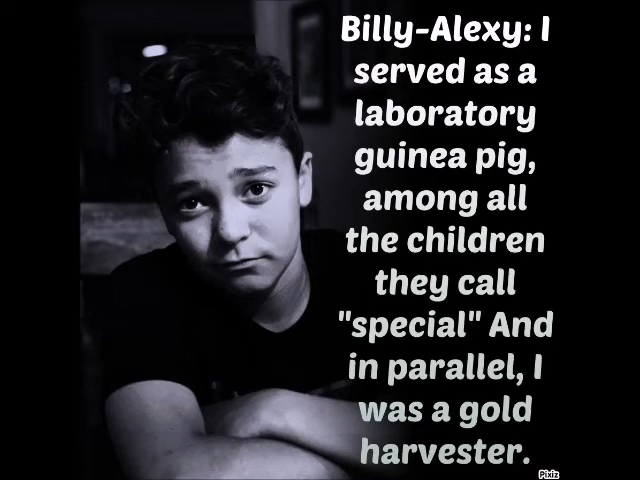 Billy-Alexy: I
served as a
laboratory
guinea pig,
among all
the children
they call
"special" And
in parallel, I
was a gold
harvester.
Pixiz